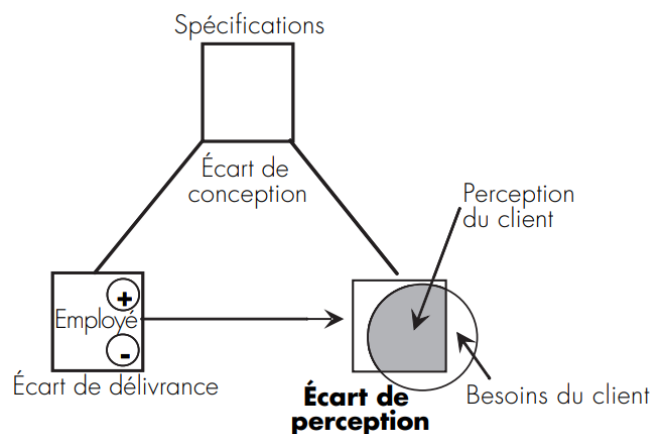 Spécifications
Écart de
conception
Perception
du client
+
Employé
-
Écart de délivrance
Écart de
perception
Besoins du client